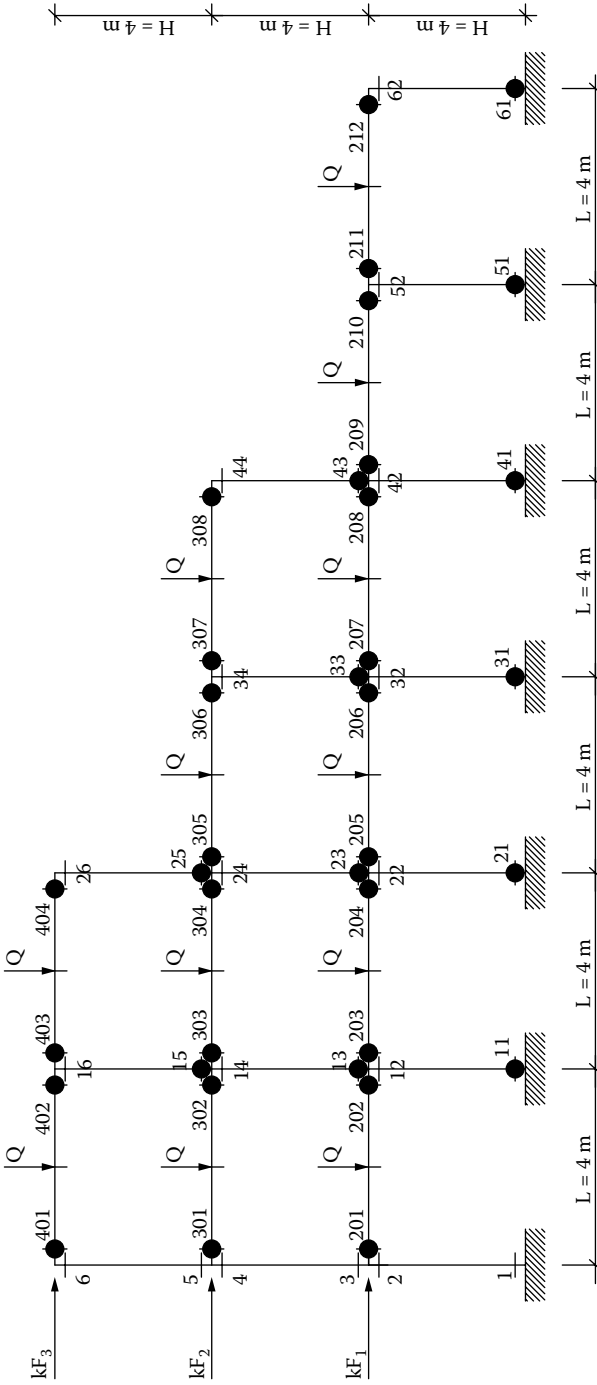 Q
Q
kF₃
401
402
403
404
6
16
26
H = 4 m
Q
Q
Q
Q
kF₂
5
301
302
15
303
304
25
305
306
307
308
4
14
24
34
44
H = 4 m
Q
Q
Q
Q
Q
Q
kF₁
3
201
202
13
203
204
23
205
206
33
207
208
43
209
210
211
212
2
12
22
32
42
52
62
H = 4 m
1
11
21
31
41
51
61
L = 4 m
L = 4 m
L = 4 m
L = 4 m
L = 4 m
L = 4 m